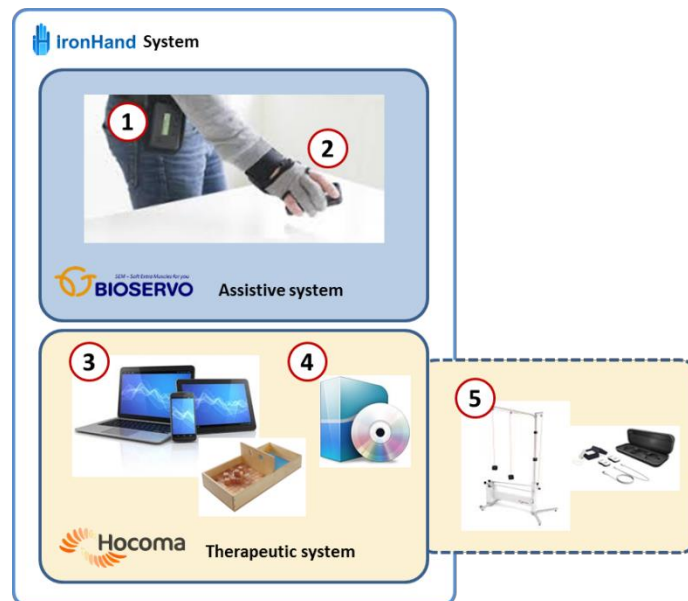 ironHand System
1
2
SEM – Soft Extra Muscles for you
BIOSERVO
Assistive system
3
4
5
Hocoma
Therapeutic system